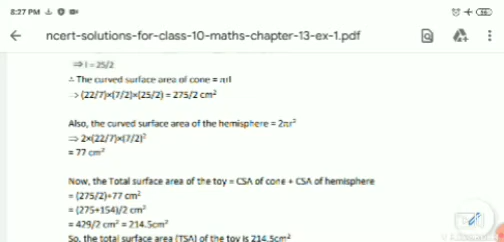 8:27 PM
36
ncert-solutions-for-class-10-maths-chapter-13-ex-1.pdf
⇒ l = 25/2
∴ The curved surface area of cone = πrl
-> (22/7)×(7/2)×(25/2) = 275/2 cm²
Also, the curved surface area of the hemisphere = 2πr²
⇒ 2×(22/7)×(7/2)²
= 77 cm²
Now, the Total surface area of the toy = CSA of cone + CSA of hemisphere
= (275/2)+77 cm²
= (275+154)/2 cm²
= 429/2 cm² = 214.5cm²
So, the total surface area (TSA) of the toy is 214.5cm²